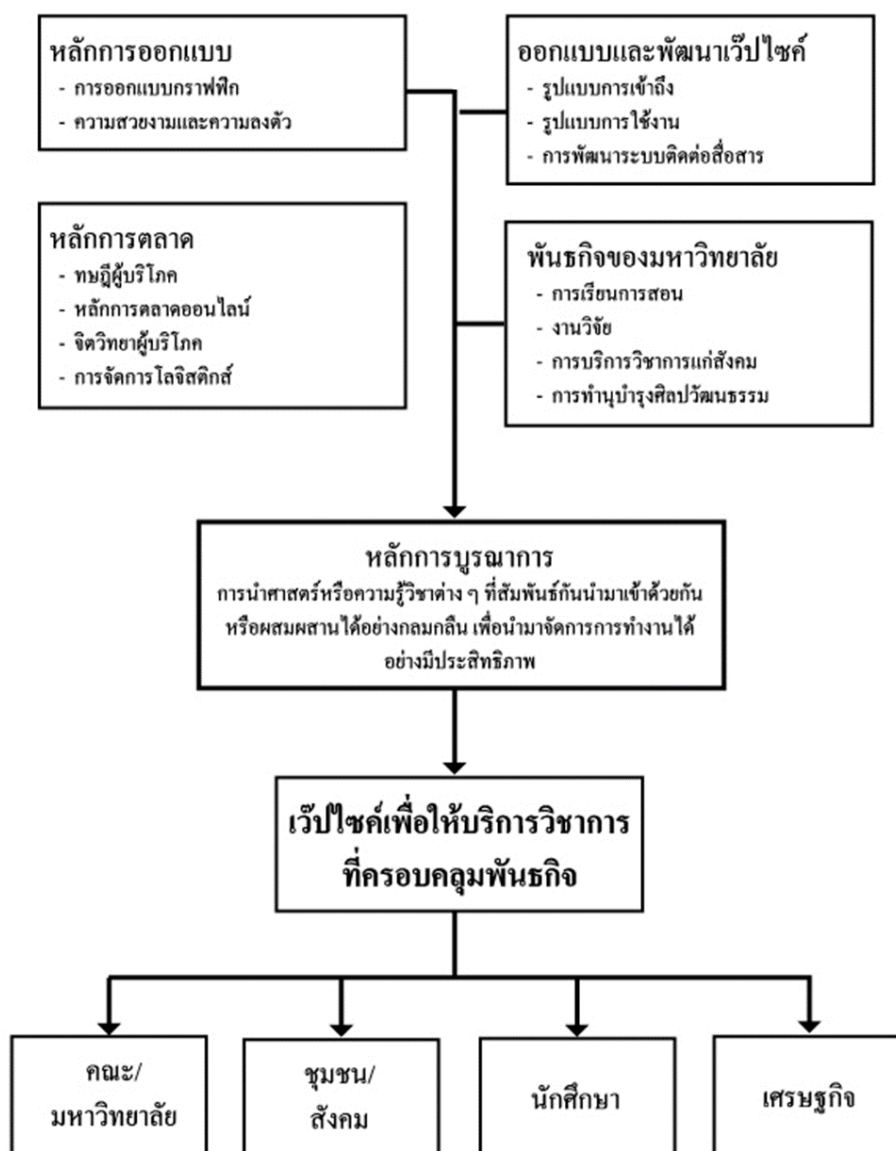 หลักการออกแบบ
- การออกแบบกราฟฟิก
- ความสวยงามและความลงตัว
ออกแบบและพัฒนาเว๊ปไซค์
- รูปแบบการเข้าถึง
- รูปแบบการใช้งาน
- การพัฒนาระบบติดต่อสื่อสาร
หลักการตลาด
- ทษฎีผู้บริโภค
- หลักการตลาดออนไลน์
- จิตวิทยาผู้บริโภค
- การจัดการโลจิสติกส์
พันธกิจของมหาวิทยาลัย
- การเรียนการสอน
- งานวิจัย
- การบริการวิชาการแก่สังคม
- การทำนุบำรุงศิลปวัฒนธรรม
หลักการบูรณาการ
การนำศาสตร์หรือความรู้วิชาต่าง ๆ ที่สัมพันธ์กันนำมาเข้าด้วยกัน
หรือผสมผสานได้อย่างกลมกลืน เพื่อนำมาจัดการการทำงานได้
อย่างมีประสิทธิภาพ
เว๊ปไซค์เพื่อให้บริการวิชาการ
ที่ครอบคลุมพันธกิจ
คณะ/
มหาวิทยาลัย
ชุมชน/
สังคม
นักศึกษา
เศรษฐกิจ